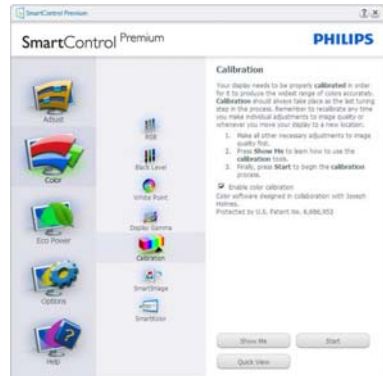 SmartControl Premium
SmartControl Premium
PHILIPS
Adjust
Color
Eco Power
Options
Help
RGB
Black Level
White Point
Display Gamma
Calibration
SmartImage
SmartKolor
Calibration
Your display needs to be properly calibrated in order
for it to produce the widest range of colors accurately.
Calibration should always take place as the last tuning
step in the process. Remember to recalibrate any time
you make individual adjustments to image quality or
whenever you move your display to a new location.
1. Make all other necessary adjustments to image
quality first.
2. Press Show Me to learn how to use the
calibration tools.
3. Finally, press Start to begin the calibration
process.
Enable color calibration
Color software designed in collaboration with Joseph
Holmes.
Protected by U.S. Patent No. 6,686,953
Show Me
Start
Quick View